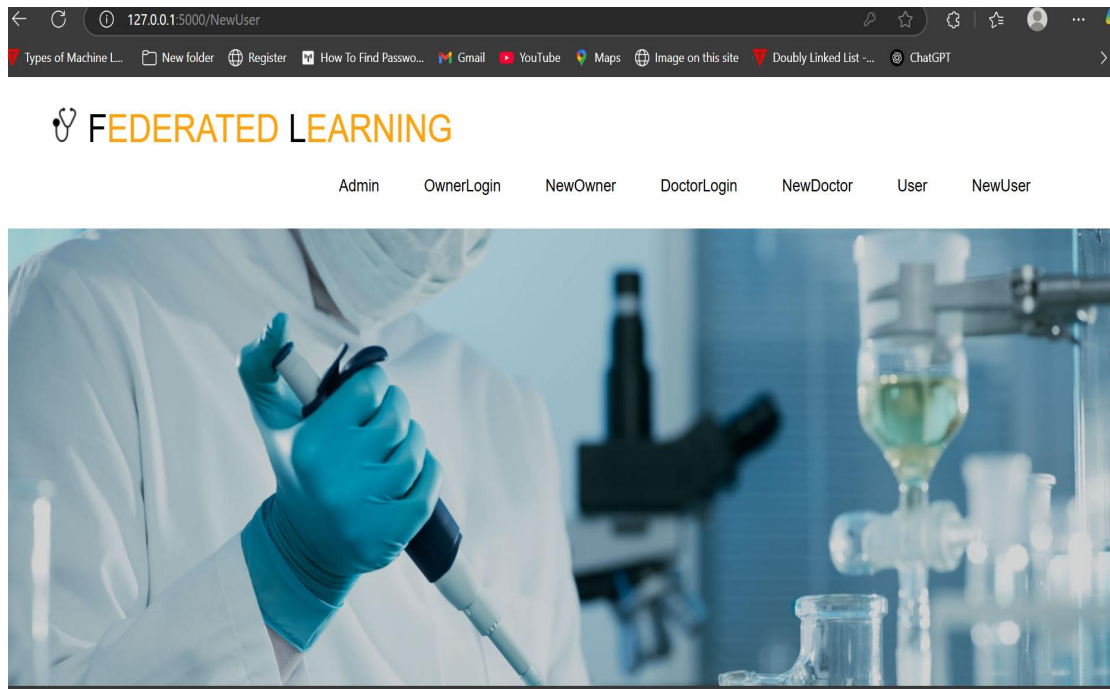 127.0.0.1:5000/NewUser
Types of Machine L... New folder Register How To Find Passwo... Gmail YouTube Maps Image on this site Doubly Linked List -... ChatGPT
FEDERATED LEARNING
Admin OwnerLogin NewOwner DoctorLogin NewDoctor User NewUser